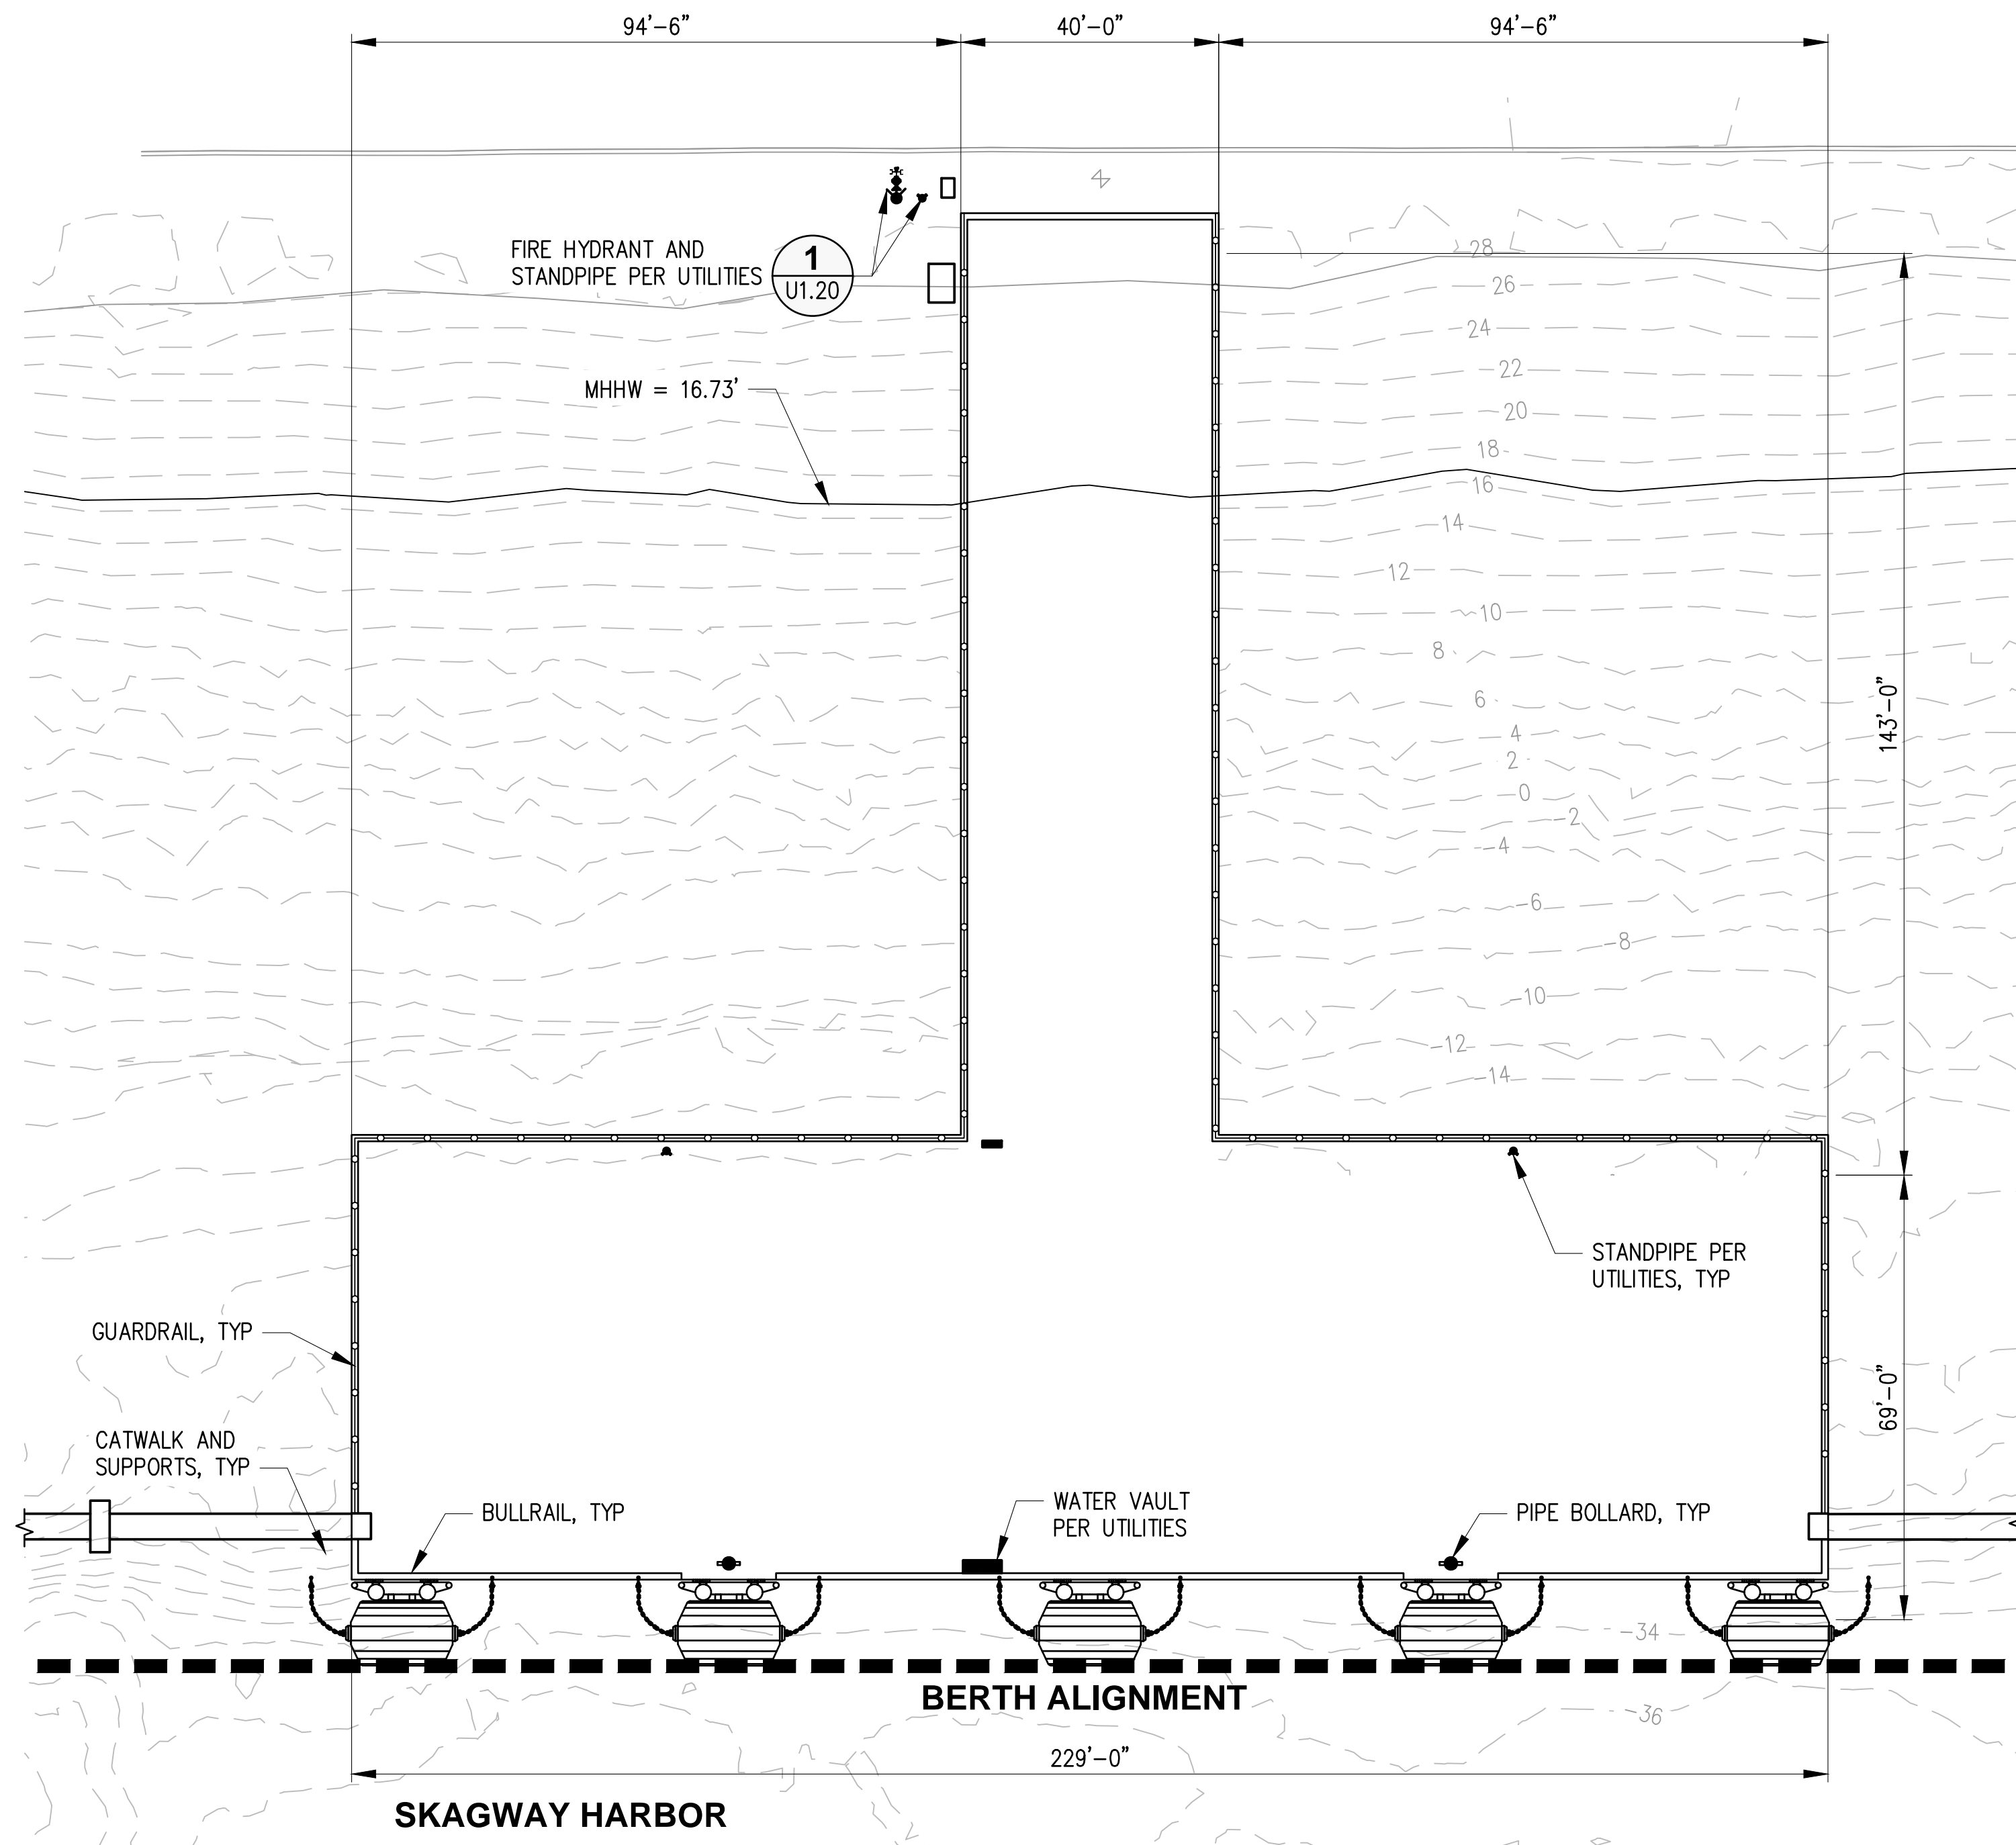 94'-6"
40'-0"
94'-6"
FIRE HYDRANT AND
STANDPIPE PER UTILITIES
1
U1.20
28
26
24
22
20
18
16
14
12
10
8
6
4
2
0
-2
-4
-6
-8
-10
-12
-14
MHHW = 16.73'
143'-0"
STANDPIPE PER
UTILITIES, TYP
GUARDRAIL, TYP
69'-0"
CATWALK AND
SUPPORTS, TYP
BULLRAIL, TYP
WATER VAULT
PER UTILITIES
PIPE BOLLARD, TYP
-34
BERTH ALIGNMENT
-36
229'-0"
SKAGWAY HARBOR